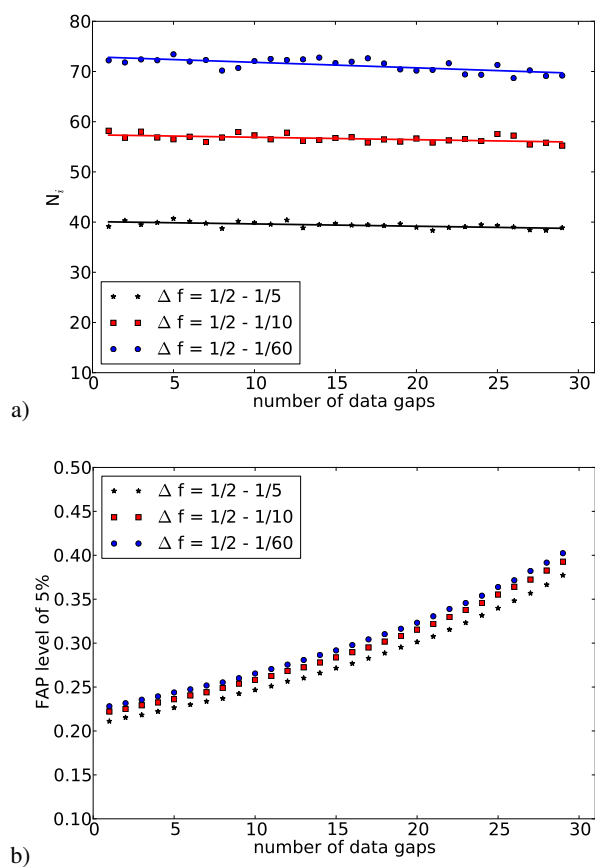 80
70
60
50
40
30
20
10
N_i
Δ f = 1/2 - 1/5
Δ f = 1/2 - 1/10
Δ f = 1/2 - 1/60
0 5 10 15 20 25 30
number of data gaps
a)
0.50
0.45
0.40
0.35
0.30
0.25
0.20
0.15
0.10
FAP level of 5%
Δ f = 1/2 - 1/5
Δ f = 1/2 - 1/10
Δ f = 1/2 - 1/60
0 5 10 15 20 25 30
number of data gaps
b)